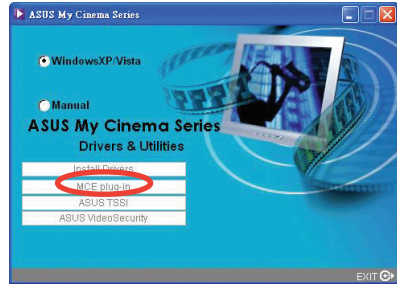 ASUS My Cinema Series
WindowsXP/Vista
Manual
ASUS My Cinema Series
Drivers & Utilities
Install Drivers
MCE plug-in
ASUS TSSI
ASUS VideoSecurity
EXIT